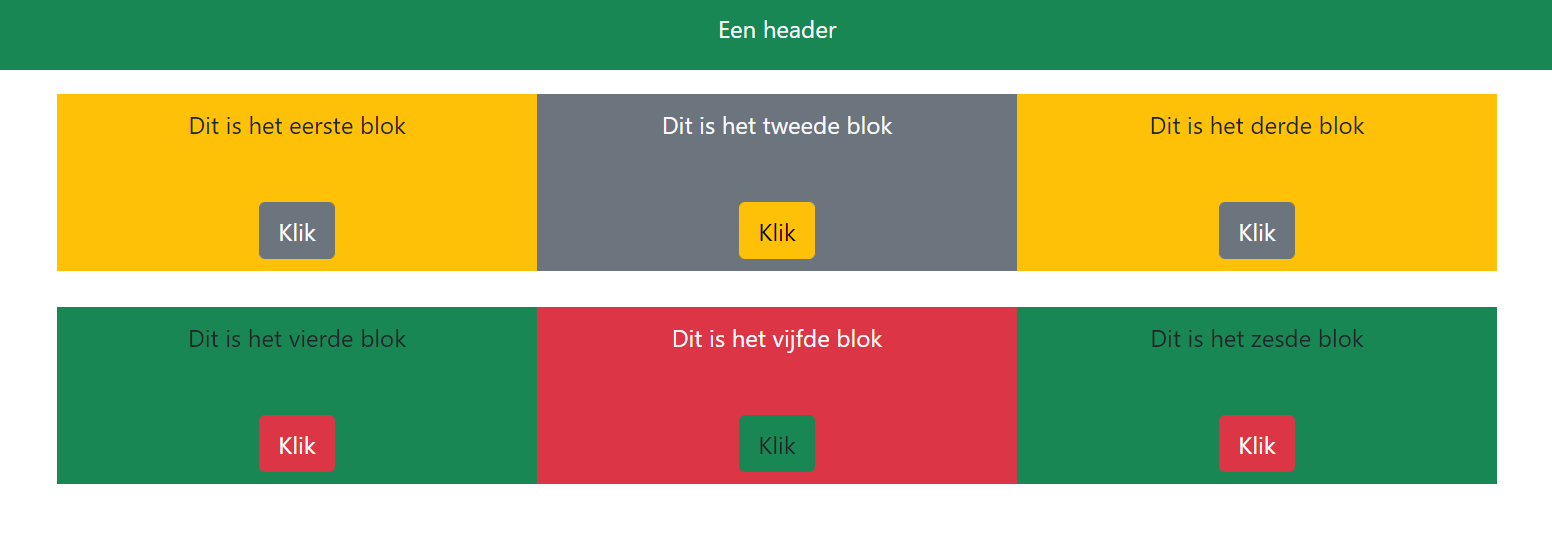 Een header
Dit is het eerste blok
Dit is het tweede blok
Dit is het derde blok
Klik
Klik
Klik
Dit is het vierde blok
Dit is het vijfde blok
Dit is het zesde blok
Klik
Klik
Klik